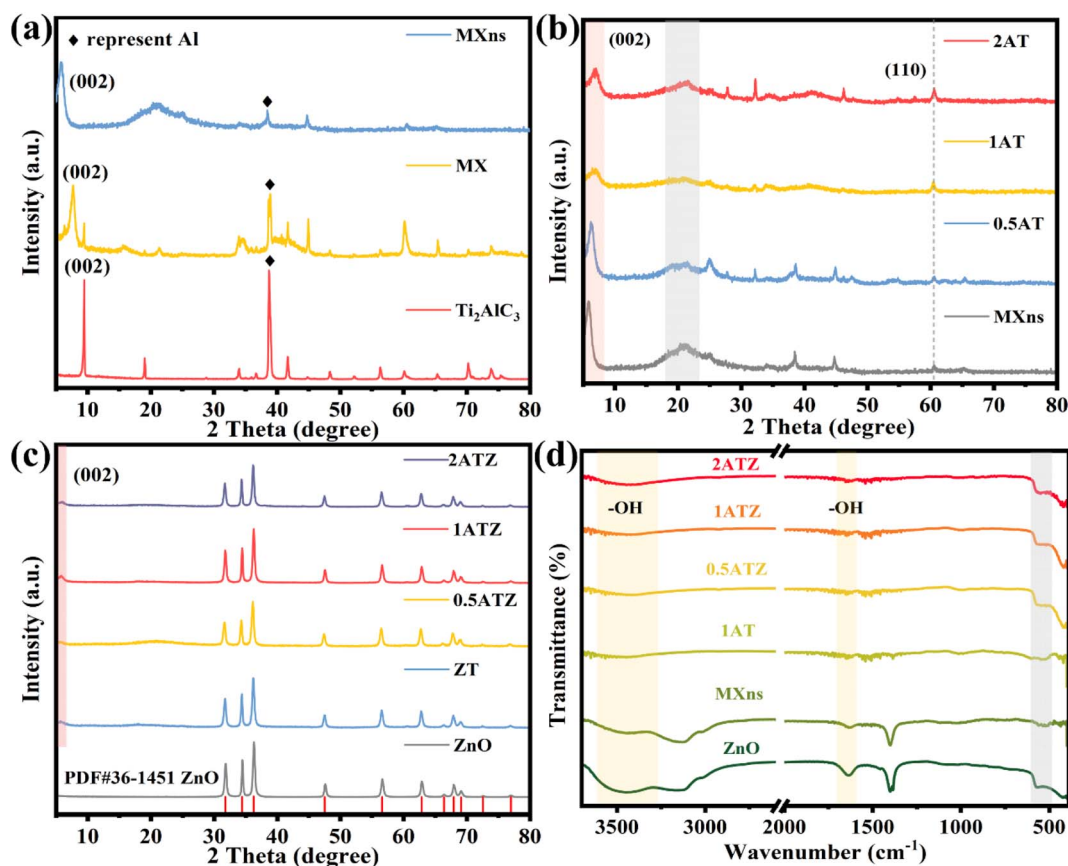 (a)
◆ represent Al
MXns
(002)
◆
MX
(002)
◆
(002)
◆
Ti₂AlC₃
Intensity (a.u.)
10 20 30 40 50 60 70 80
2 Theta (degree)
(b)
(002)
2AT
(110)
1AT
0.5AT
MXns
Intensity (a.u.)
10 20 30 40 50 60 70 80
2 Theta (degree)
(c)
(002)
2ATZ
1ATZ
0.5ATZ
ZT
ZnO
PDF#36-1451 ZnO
Intensity (a.u.)
10 20 30 40 50 60 70 80
2 Theta (degree)
(d)
2ATZ
-OH
-OH
1ATZ
0.5ATZ
1AT
MXns
ZnO
Transmittance (%)
3500 3000 2000 1500 1000 500
Wavenumber (cm⁻¹)